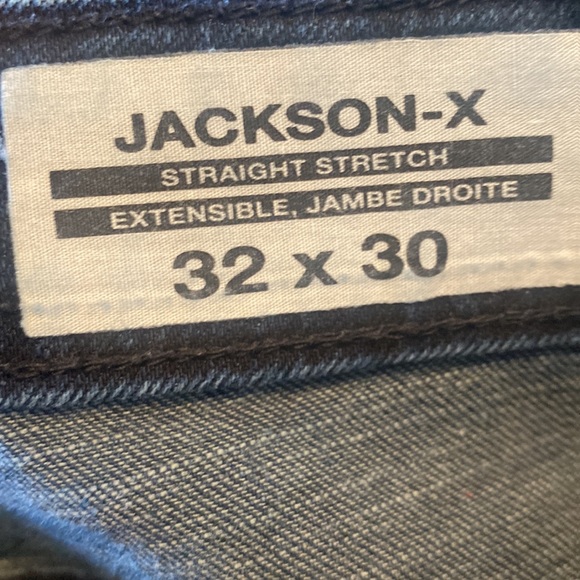 JACKSON-X
STRAIGHT STRETCH
EXTENSIBLE, JAMBE DROITE
32 x 30